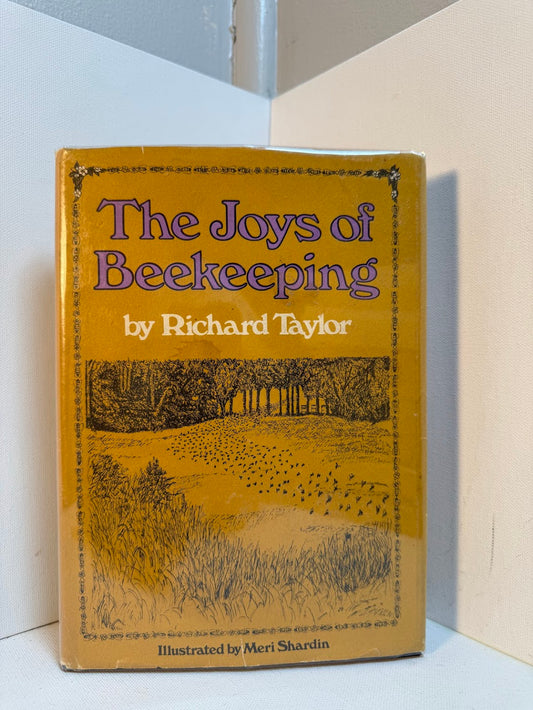 The Joys of
Beekeeping
by Richard Taylor
Illustrated by Meri Shardin